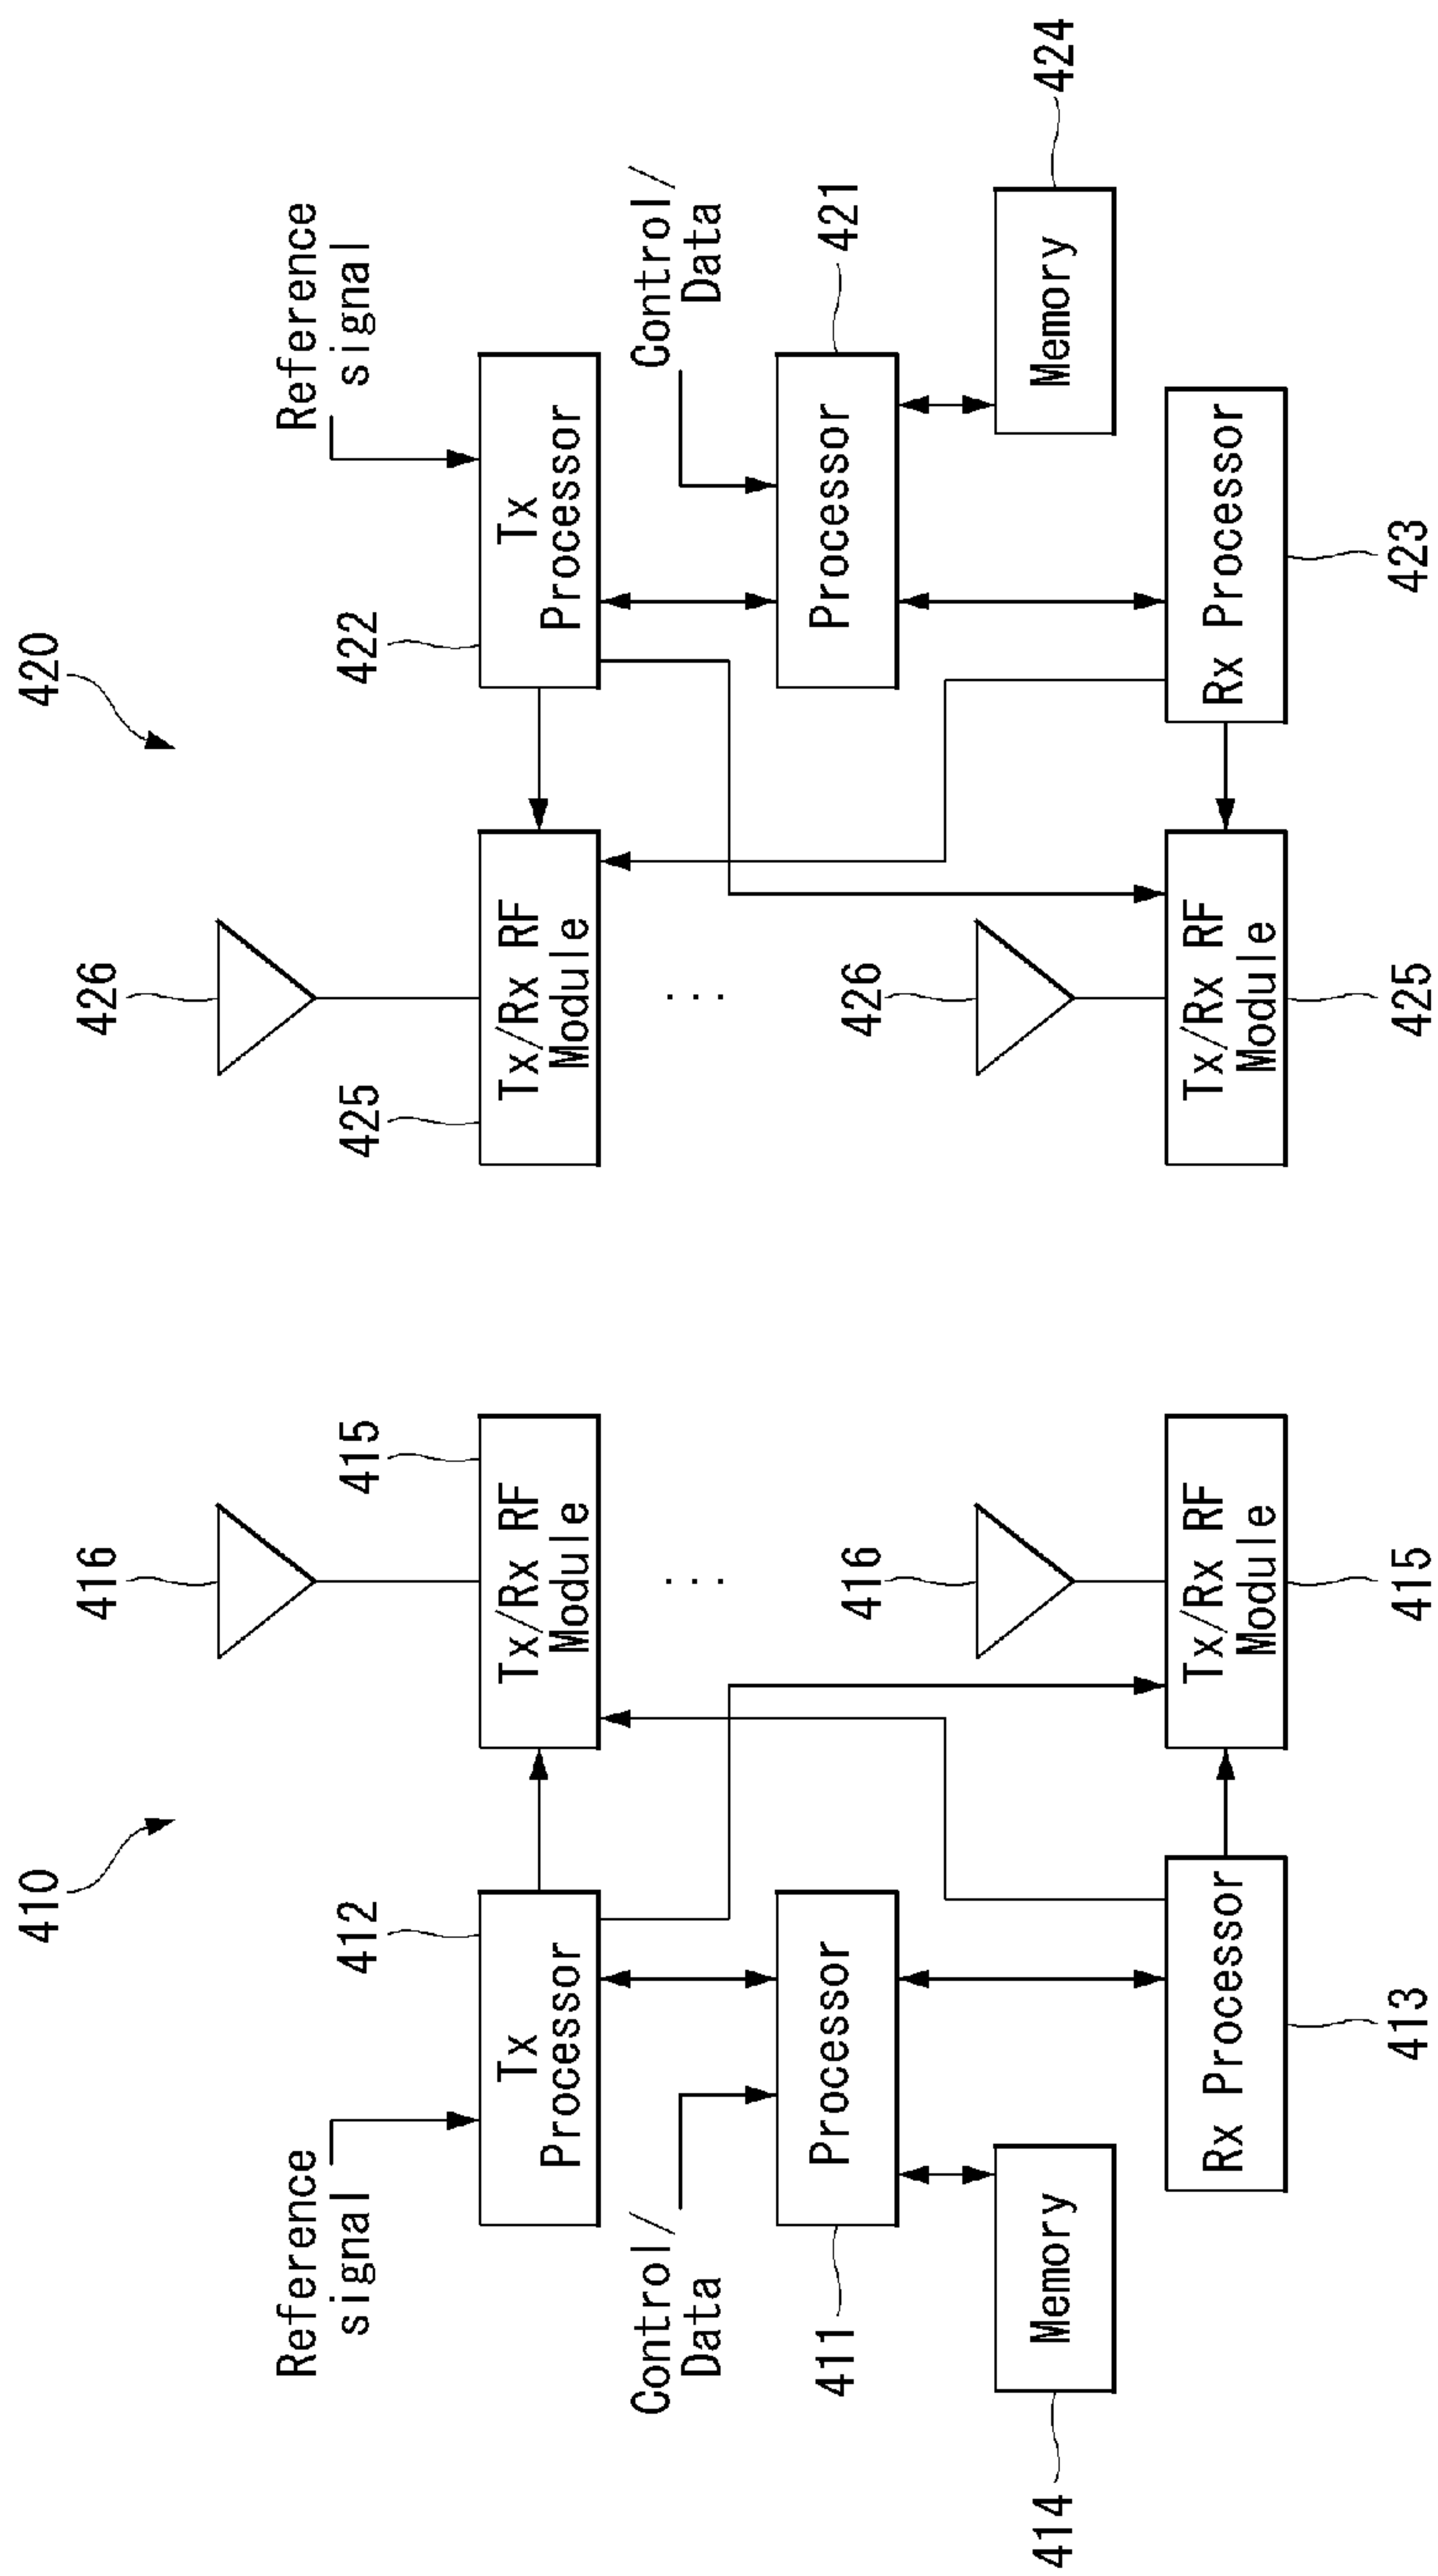 410
420
416
426
Reference
signal
412
415
425
422
Reference
signal
Tx
Processor
Tx/Rx RF
Module
Tx/Rx RF
Module
Tx
Processor
Control/
Data
...
...
Control/
Data
411
Processor
416
426
Processor
421
414
Memory
Memory
424
Rx Processor
Tx/Rx RF
Module
Tx/Rx RF
Module
Rx Processor
413
415
425
423